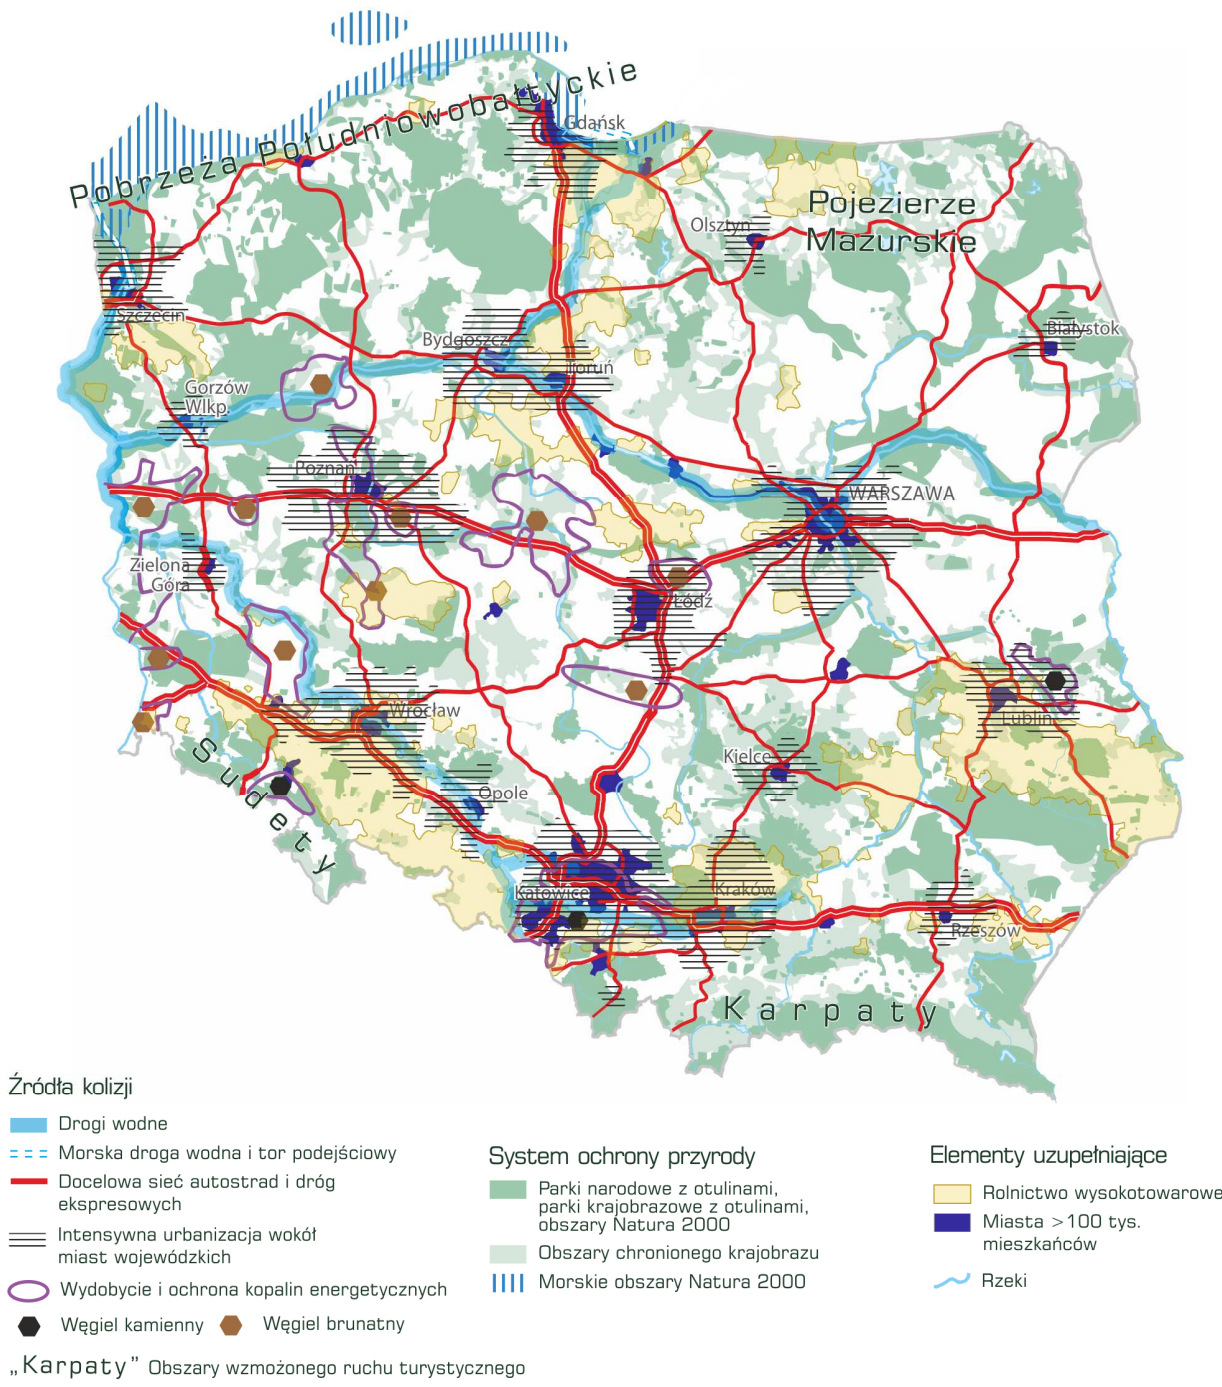 Pobrzeża Południowobałtyckie
Gdańsk
Pojezierze
Mazurskie
Olsztyn
Szczecin
Białystok
Bydgoszcz
Toruń
Gorzów
Wlkp.
Poznań
WARSZAWA
Zielona
Góra
Łódź
Wrocław
Lublin
Sudety
Kielce
Opole
Katowice
Kraków
Rzeszów
Karpaty
Źródła kolizji
Drogi wodne
Morska droga wodna i tor podejściowy
Docelowa sieć autostrad i dróg
ekspresowych
Intensywna urbanizacja wokół
miast wojewódzkich
Wydobycie i ochrona kopalin energetycznych
Węgiel kamienny
Węgiel brunatny
„Karpaty” Obszary wzmożonego ruchu turystycznego
System ochrony przyrody
Parki narodowe z otulinami,
parki krajobrazowe z otulinami,
obszary Natura 2000
Obszary chronionego krajobrazu
Morskie obszary Natura 2000
Elementy uzupełniające
Rolnictwo wysokotowarowe
Miasta >100 tys.
mieszkańców
Rzeki